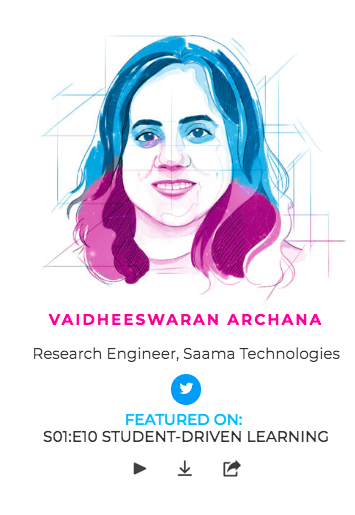 VAIDHEESWARAN ARCHANA
Research Engineer, Saama Technologies
FEATURED ON:
S01:E10 STUDENT-DRIVEN LEARNING